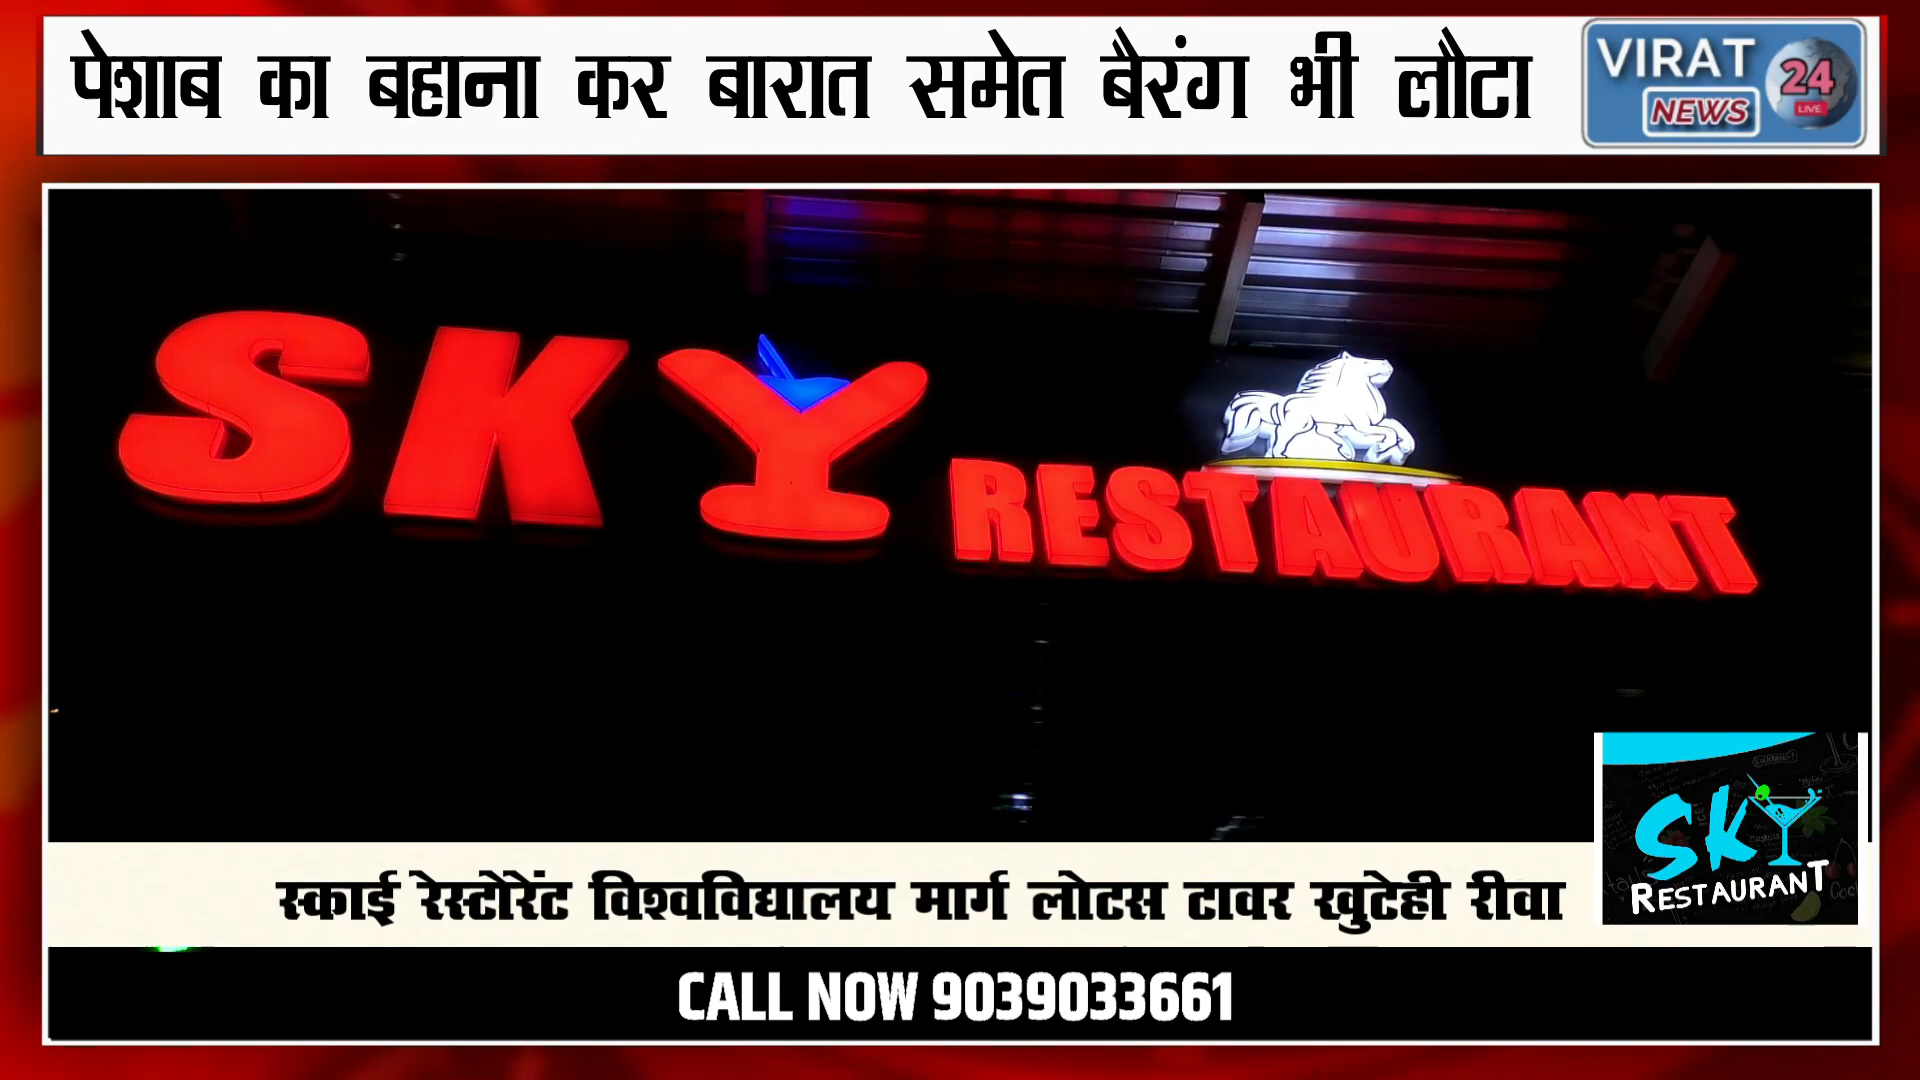 पेशाब का बहाना कर बारात समेत बैरंग भी लौटा
VIRAT
24
LIVE
NEWS
SKY RESTAURANT
SKY
RESTAURANT
स्काई रेस्टोरेंट विश्वविद्यालय मार्ग लोटस टावर खुटेही रीवा
CALL NOW 9039033661